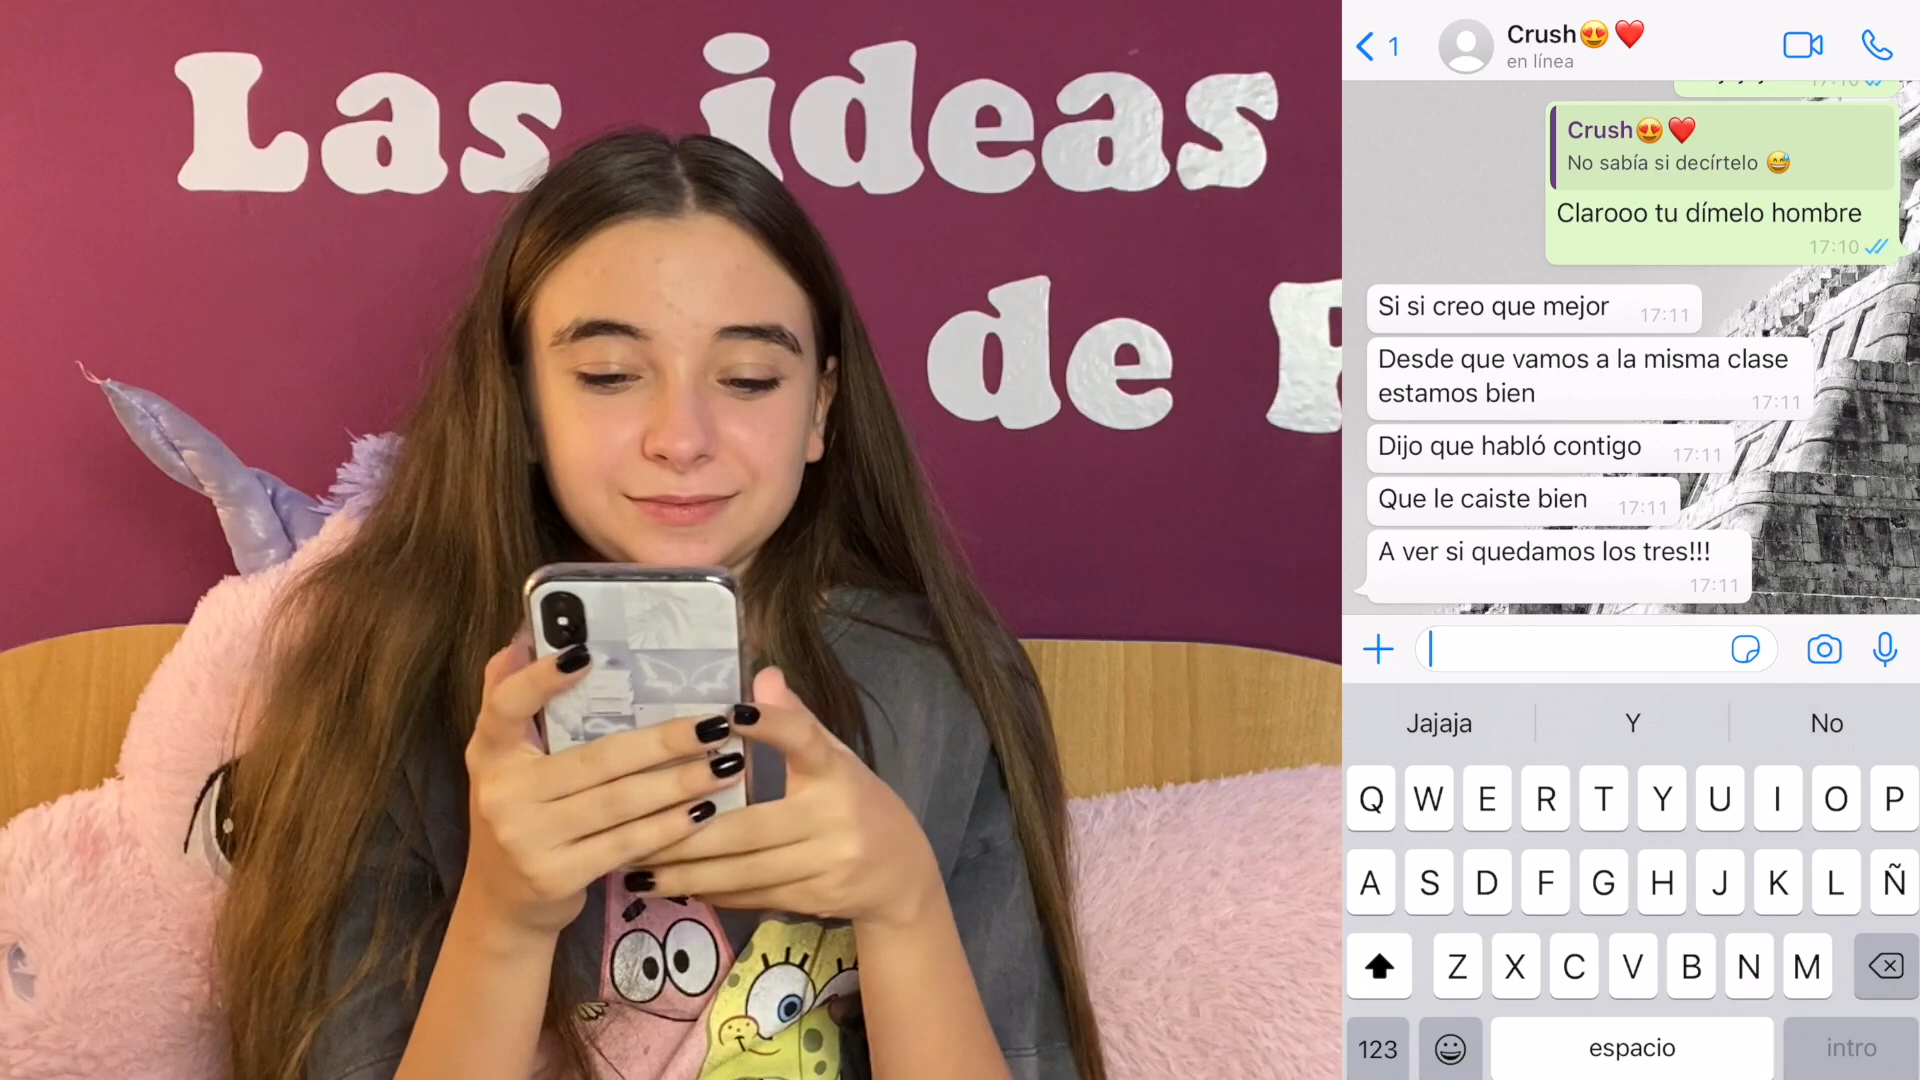 Las ideas
de
1
Crush😍❤️
en línea
17:10
Crush😍❤️
No sabía si decírtelo 😅
Clarooo tu dímelo hombre
17:10
Si si creo que mejor
17:11
Desde que vamos a la misma clase
estamos bien
17:11
Dijo que habló contigo
17:11
Que le caiste bien
17:11
A ver si quedamos los tres!!!
17:11
Jajaja Y No
Q W E R T Y U I O P
A S D F G H J K L Ñ
Z X C V B N M
123 espacio intro